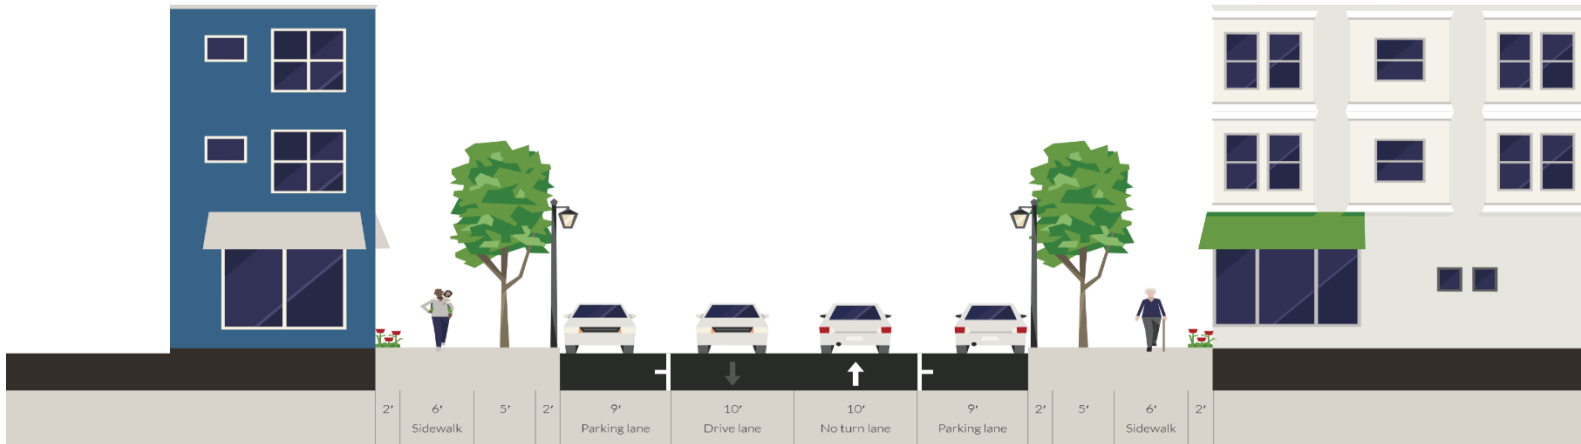 2' 6' 5' 2' 9' 10' 10' 9' 2' 5' 6' 2'
Sidewalk Parking lane Drive lane No turn lane Parking lane Sidewalk